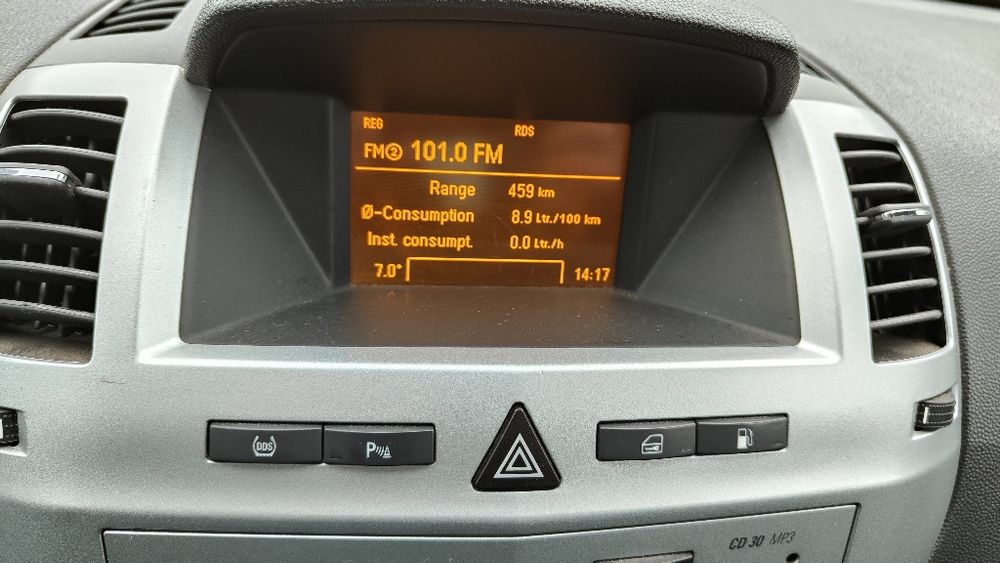 REG RDS
FM② 101.0 FM
Range 459 km
Ø-Consumption 8.9 Ltr./100 km
Inst. consumpt. 0.0 Ltr./h
7.0° 14:17
DDS P
CD 30 MP3